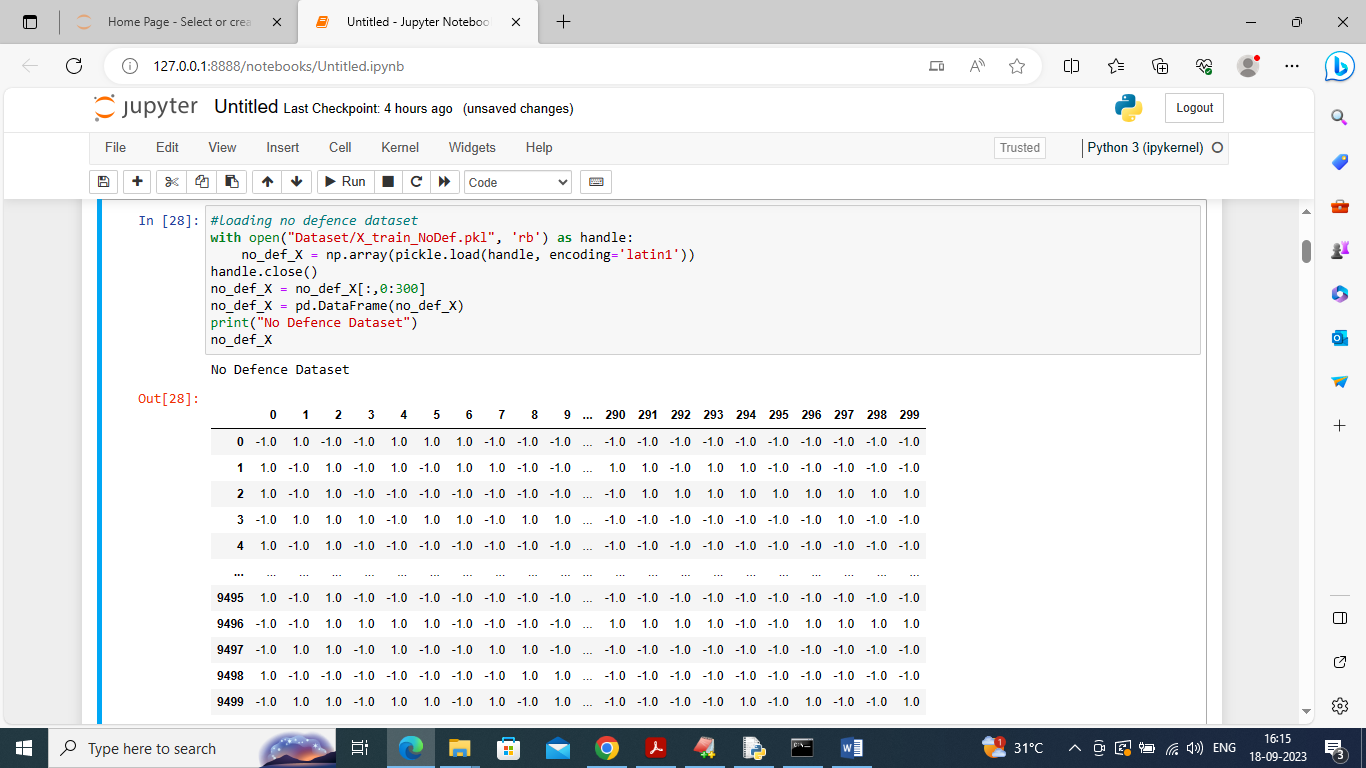 Home Page - Select or crea
Untitled - Jupyter Noteboo
127.0.0.1:8888/notebooks/Untitled.ipynb
jupyter Untitled Last Checkpoint: 4 hours ago (unsaved changes)
Logout
File Edit View Insert Cell Kernel Widgets Help
Trusted
Python 3 (ipykernel)
Run
Code
In [28]: #loading no defence dataset
with open("Dataset/X_train_NoDef.pkl", 'rb') as handle:
    no_def_X = np.array(pickle.load(handle, encoding='latin1'))
handle.close()
no_def_X = no_def_X[:,0:300]
no_def_X = pd.DataFrame(no_def_X)
print("No Defence Dataset")
no_def_X
No Defence Dataset
Out[28]:
0 1 2 3 4 5 6 7 8 9 ... 290 291 292 293 294 295 296 297 298 299
0 -1.0 1.0 -1.0 -1.0 1.0 1.0 1.0 -1.0 -1.0 -1.0 ... -1.0 -1.0 -1.0 -1.0 -1.0 -1.0 -1.0 -1.0 -1.0 -1.0
1 1.0 -1.0 1.0 -1.0 1.0 -1.0 1.0 -1.0 -1.0 -1.0 ... 1.0 1.0 -1.0 1.0 1.0 -1.0 -1.0 -1.0 -1.0 -1.0
2 1.0 -1.0 1.0 -1.0 -1.0 -1.0 -1.0 -1.0 -1.0 -1.0 ... -1.0 1.0 1.0 1.0 1.0 1.0 1.0 1.0 1.0 1.0
3 -1.0 1.0 1.0 1.0 -1.0 1.0 1.0 -1.0 1.0 1.0 ... -1.0 -1.0 -1.0 -1.0 -1.0 -1.0 -1.0 1.0 -1.0 -1.0
4 1.0 -1.0 1.0 -1.0 -1.0 -1.0 -1.0 1.0 -1.0 -1.0 ... -1.0 -1.0 -1.0 -1.0 -1.0 -1.0 -1.0 -1.0 -1.0 -1.0
... ... ... ... ... ... ... ... ... ... ... ... ... ... ... ... ... ... ... ... ... ...
9495 1.0 -1.0 1.0 -1.0 -1.0 -1.0 -1.0 -1.0 -1.0 -1.0 ... -1.0 -1.0 -1.0 -1.0 -1.0 -1.0 -1.0 -1.0 -1.0 -1.0
9496 -1.0 -1.0 1.0 1.0 1.0 1.0 -1.0 -1.0 -1.0 -1.0 ... 1.0 1.0 1.0 1.0 -1.0 -1.0 1.0 1.0 1.0 1.0
9497 -1.0 1.0 1.0 -1.0 1.0 -1.0 -1.0 1.0 1.0 -1.0 ... -1.0 -1.0 -1.0 -1.0 -1.0 -1.0 -1.0 -1.0 -1.0 -1.0
9498 1.0 -1.0 -1.0 -1.0 -1.0 -1.0 -1.0 -1.0 1.0 1.0 ... -1.0 -1.0 -1.0 -1.0 -1.0 -1.0 -1.0 -1.0 -1.0 -1.0
9499 -1.0 1.0 1.0 -1.0 1.0 1.0 -1.0 1.0 -1.0 1.0 ... -1.0 -1.0 -1.0 -1.0 1.0 -1.0 1.0 -1.0 -1.0 1.0
Type here to search
1
31°C
ENG
16:15
18-09-2023
3